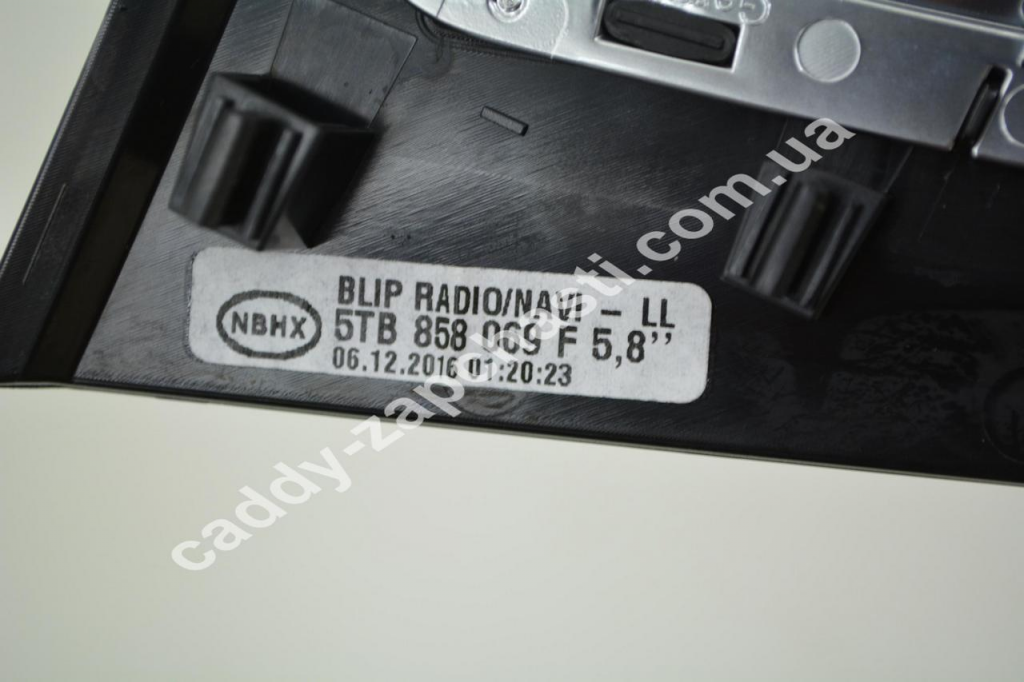 NBHX
BLIP RADIO/NAVI - LL
5TB 858 069 F 5,8''
06.12.2016 01:20:23
caddy-zapchasti.com.ua